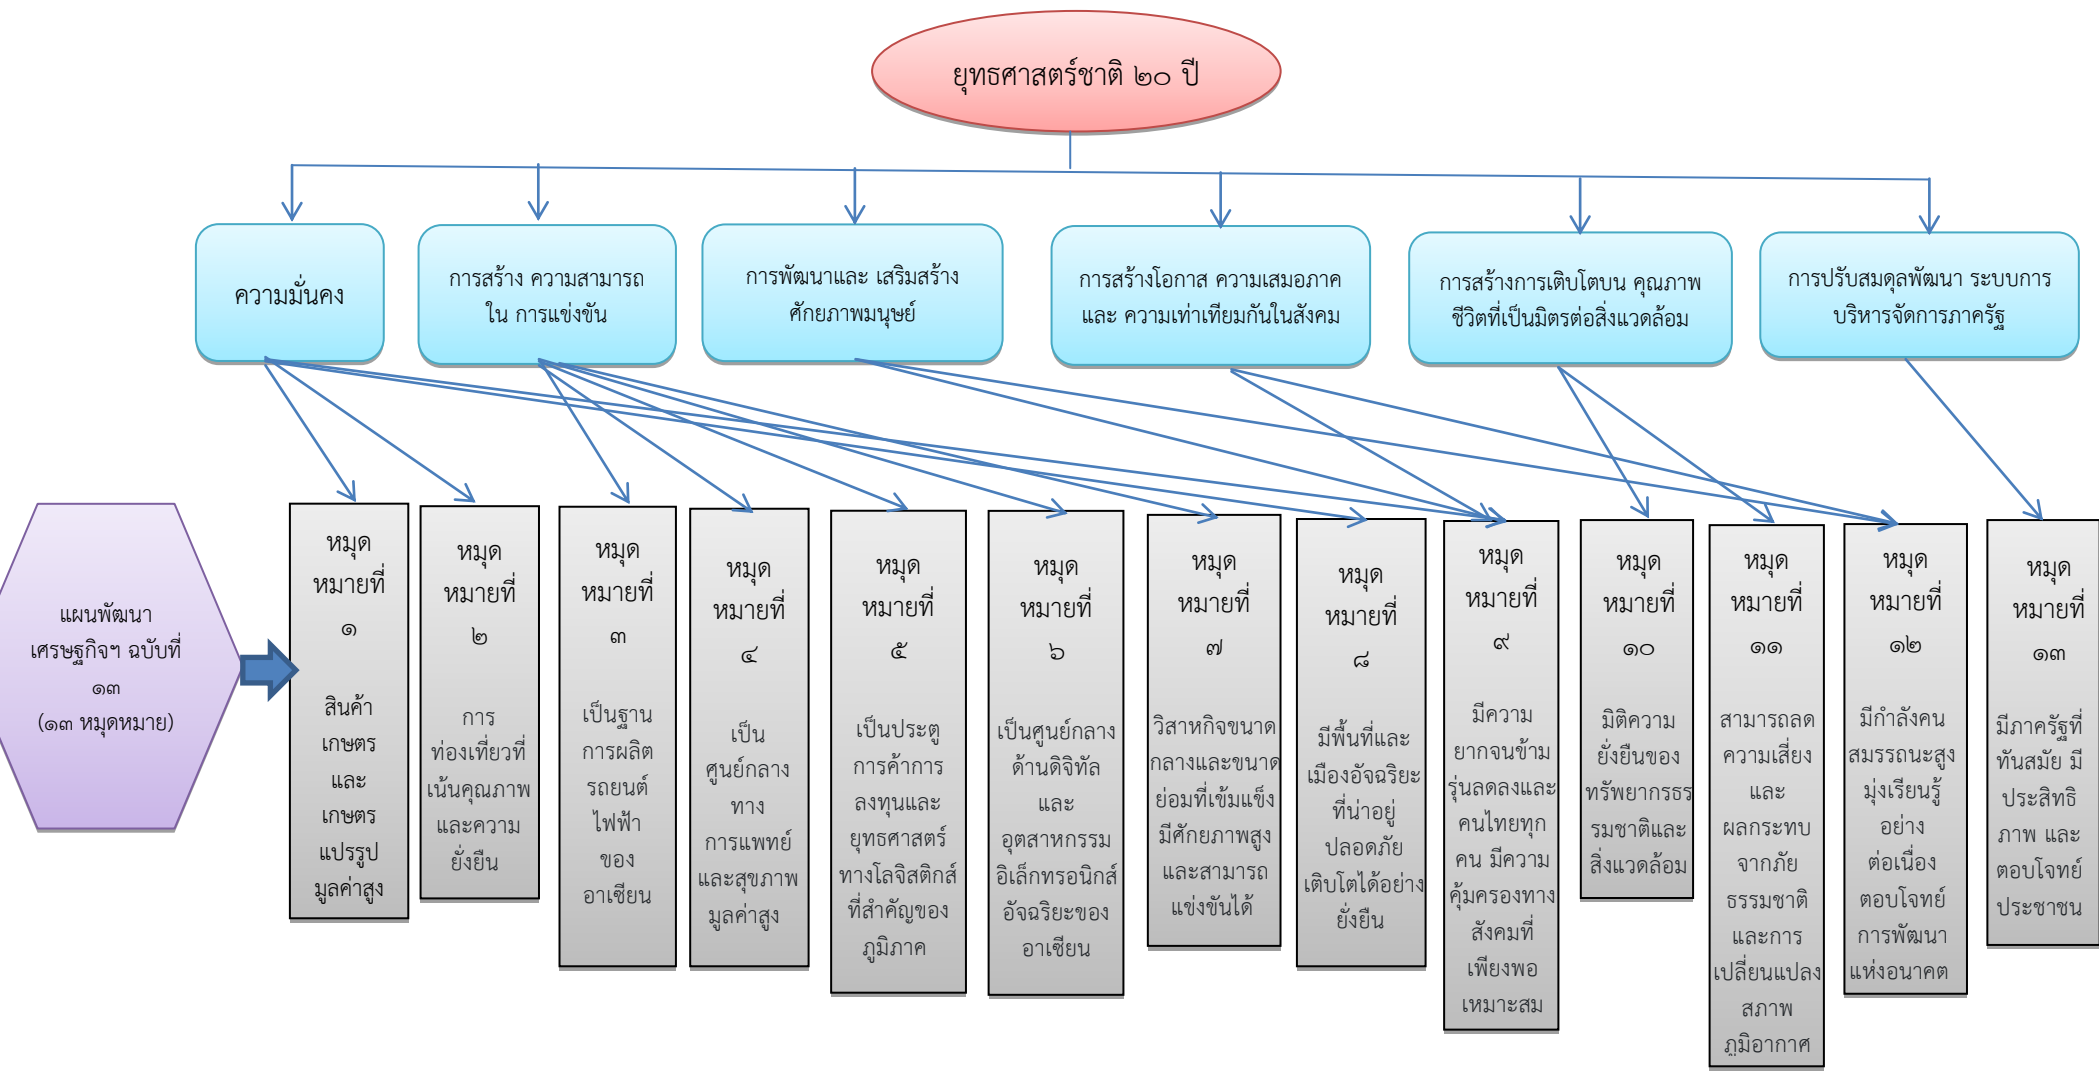 ยุทธศาสตร์ชาติ ๒๐ ปี
ความมั่นคง
การสร้าง ความสามารถ
ใน การแข่งขัน
การพัฒนาและ เสริมสร้าง
ศักยภาพมนุษย์
การสร้างโอกาส ความเสมอภาค
และ ความเท่าเทียมกันในสังคม
การสร้างการเติบโตบน คุณภาพ
ชีวิตที่เป็นมิตรต่อสิ่งแวดล้อม
การปรับสมดุลพัฒนา ระบบการ
บริหารจัดการภาครัฐ
แผนพัฒนา
เศรษฐกิจฯ ฉบับที่
๑๓
(๑๓ หมุดหมาย)
หมุด
หมายที่
๑
สินค้า
เกษตร
และ
เกษตร
แปรรูป
มูลค่าสูง
หมุด
หมายที่
๒
การ
ท่องเที่ยวที่
เน้นคุณภาพ
และความ
ยั่งยืน
หมุด
หมายที่
๓
เป็นฐาน
การผลิต
รถยนต์
ไฟฟ้า
ของ
อาเซียน
หมุด
หมายที่
๔
เป็น
ศูนย์กลาง
ทาง
การแพทย์
และสุขภาพ
มูลค่าสูง
หมุด
หมายที่
๕
เป็นประตู
การค้าการ
ลงทุนและ
ยุทธศาสตร์
ทางโลจิสติกส์
ที่สำคัญของ
ภูมิภาค
หมุด
หมายที่
๖
เป็นศูนย์กลาง
ด้านดิจิทัล
และ
อุตสาหกรรม
อิเล็กทรอนิกส์
อัจฉริยะของ
อาเซียน
หมุด
หมายที่
๗
วิสาหกิจขนาด
กลางและขนาด
ย่อมที่เข้มแข็ง
มีศักยภาพสูง
และสามารถ
แข่งขันได้
หมุด
หมายที่
๘
มีพื้นที่และ
เมืองอัจฉริยะ
ที่น่าอยู่
ปลอดภัย
เติบโตได้อย่าง
ยั่งยืน
หมุด
หมายที่
๙
มีความ
ยากจนข้าม
รุ่นลดลงและ
คนไทยทุก
คน มีความ
คุ้มครองทาง
สังคมที่
เพียงพอ
เหมาะสม
หมุด
หมายที่
๑๐
มิติความ
ยั่งยืนของ
ทรัพยากรธร
รมชาติและ
สิ่งแวดล้อม
หมุด
หมายที่
๑๑
สามารถลด
ความเสี่ยง
และ
ผลกระทบ
จากภัย
ธรรมชาติ
และการ
เปลี่ยนแปลง
สภาพ
ภูมิอากาศ
หมุด
หมายที่
๑๒
มีกำลังคน
สมรรถนะสูง
มุ่งเรียนรู้
อย่าง
ต่อเนื่อง
ตอบโจทย์
การพัฒนา
แห่งอนาคต
หมุด
หมายที่
๑๓
มีภาครัฐที่
ทันสมัย มี
ประสิทธิ
ภาพ และ
ตอบโจทย์
ประชาชน